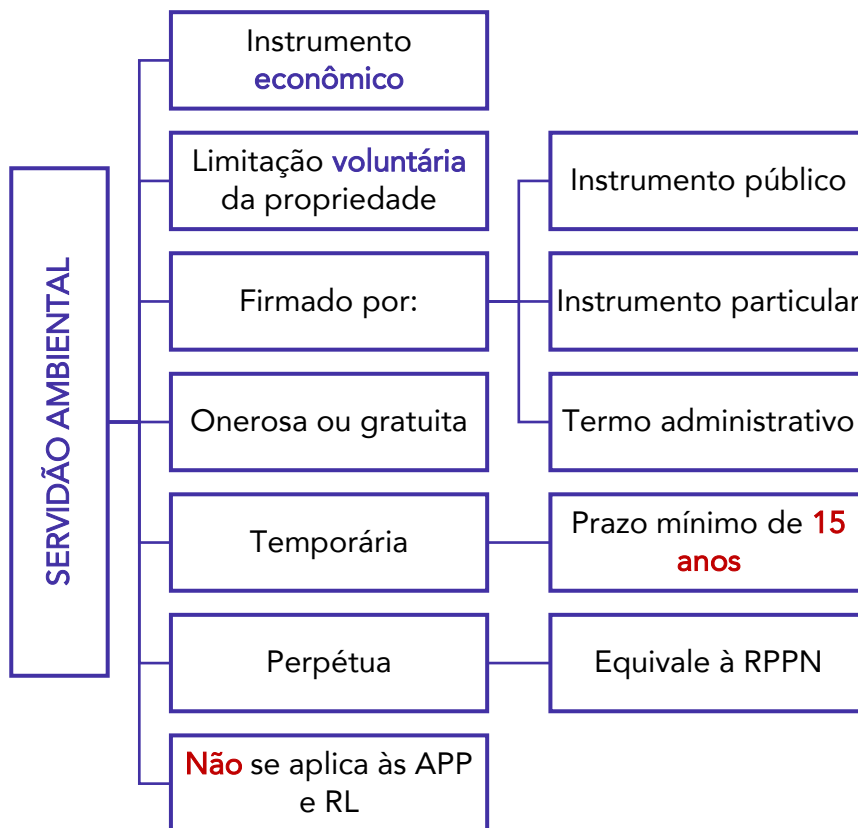 SERVIDÃO AMBIENTAL
Instrumento
econômico
Limitação voluntária
da propriedade
Firmado por:
Instrumento público
Instrumento particular
Termo administrativo
Onerosa ou gratuita
Temporária
Prazo mínimo de 15
anos
Perpétua
Equivale à RPPN
Não se aplica às APP
e RL